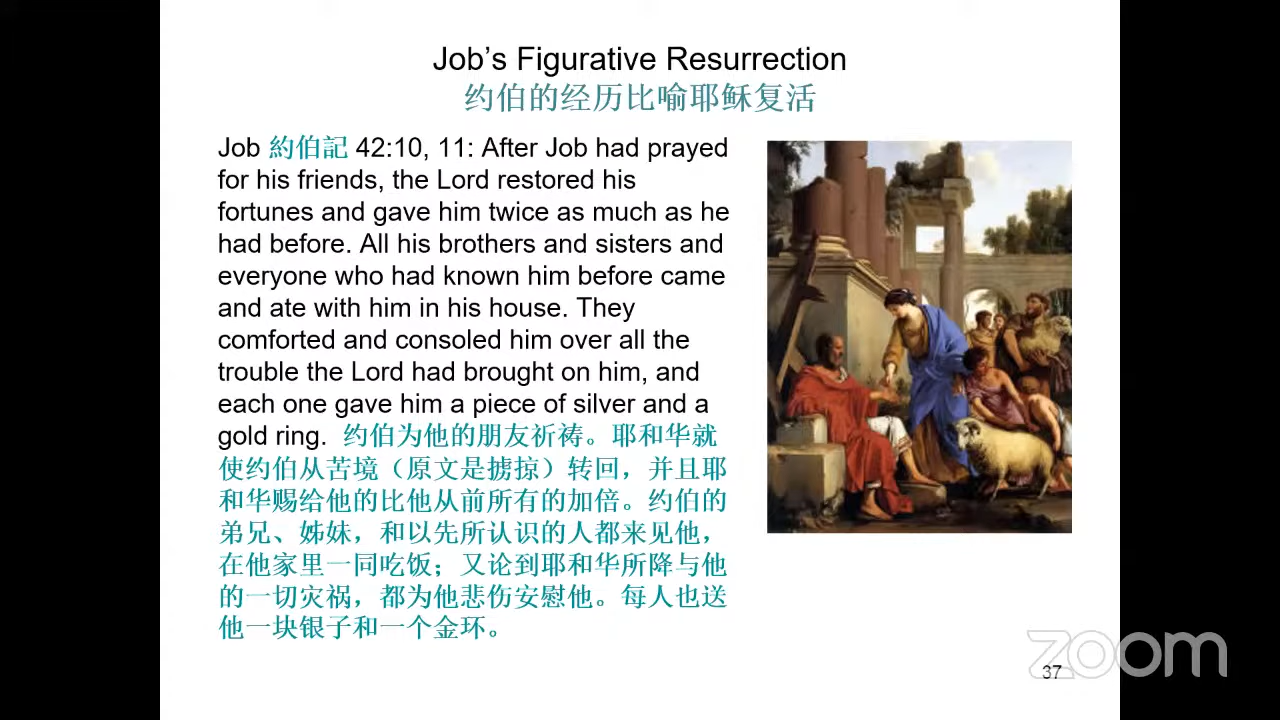 Job’s Figurative Resurrection
约伯的经历比喻耶稣复活
Job 約伯記 42:10, 11: After Job had prayed
for his friends, the Lord restored his
fortunes and gave him twice as much as he
had before. All his brothers and sisters and
everyone who had known him before came
and ate with him in his house. They
comforted and consoled him over all the
trouble the Lord had brought on him, and
each one gave him a piece of silver and a
gold ring. 约伯为他的朋友祈祷。耶和华就
使约伯从苦境（原文是掳掠）转回，并且耶
和华赐给他的比他从前所有的加倍。约伯的
弟兄、姊妹，和以先所认识的人都来见他，
在他家里一同吃饭；又论到耶和华所降与他
的一切灾祸，都为他悲伤安慰他。每人也送
他一块银子和一个金环。
zoom
37